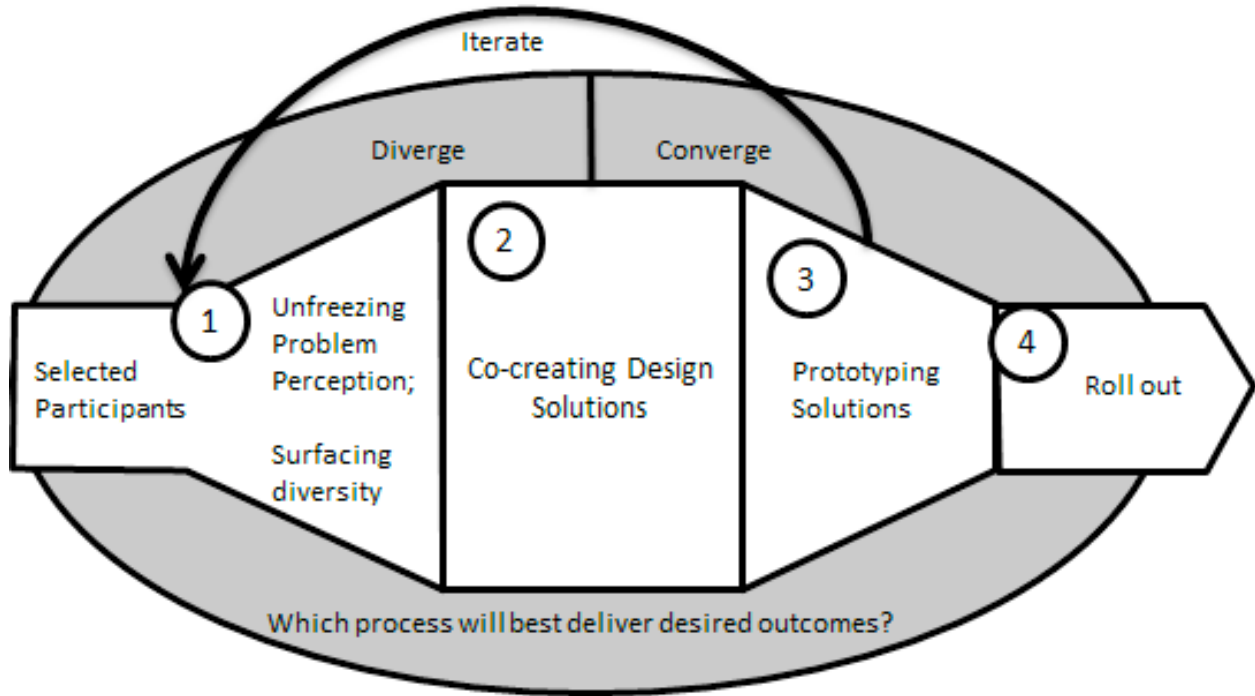 Iterate
Diverge
Converge
1
Selected
Participants
Unfreezing
Problem
Perception;
Surfacing
diversity
2
Co-creating Design
Solutions
3
Prototyping
Solutions
4
Roll out
Which process will best deliver desired outcomes?